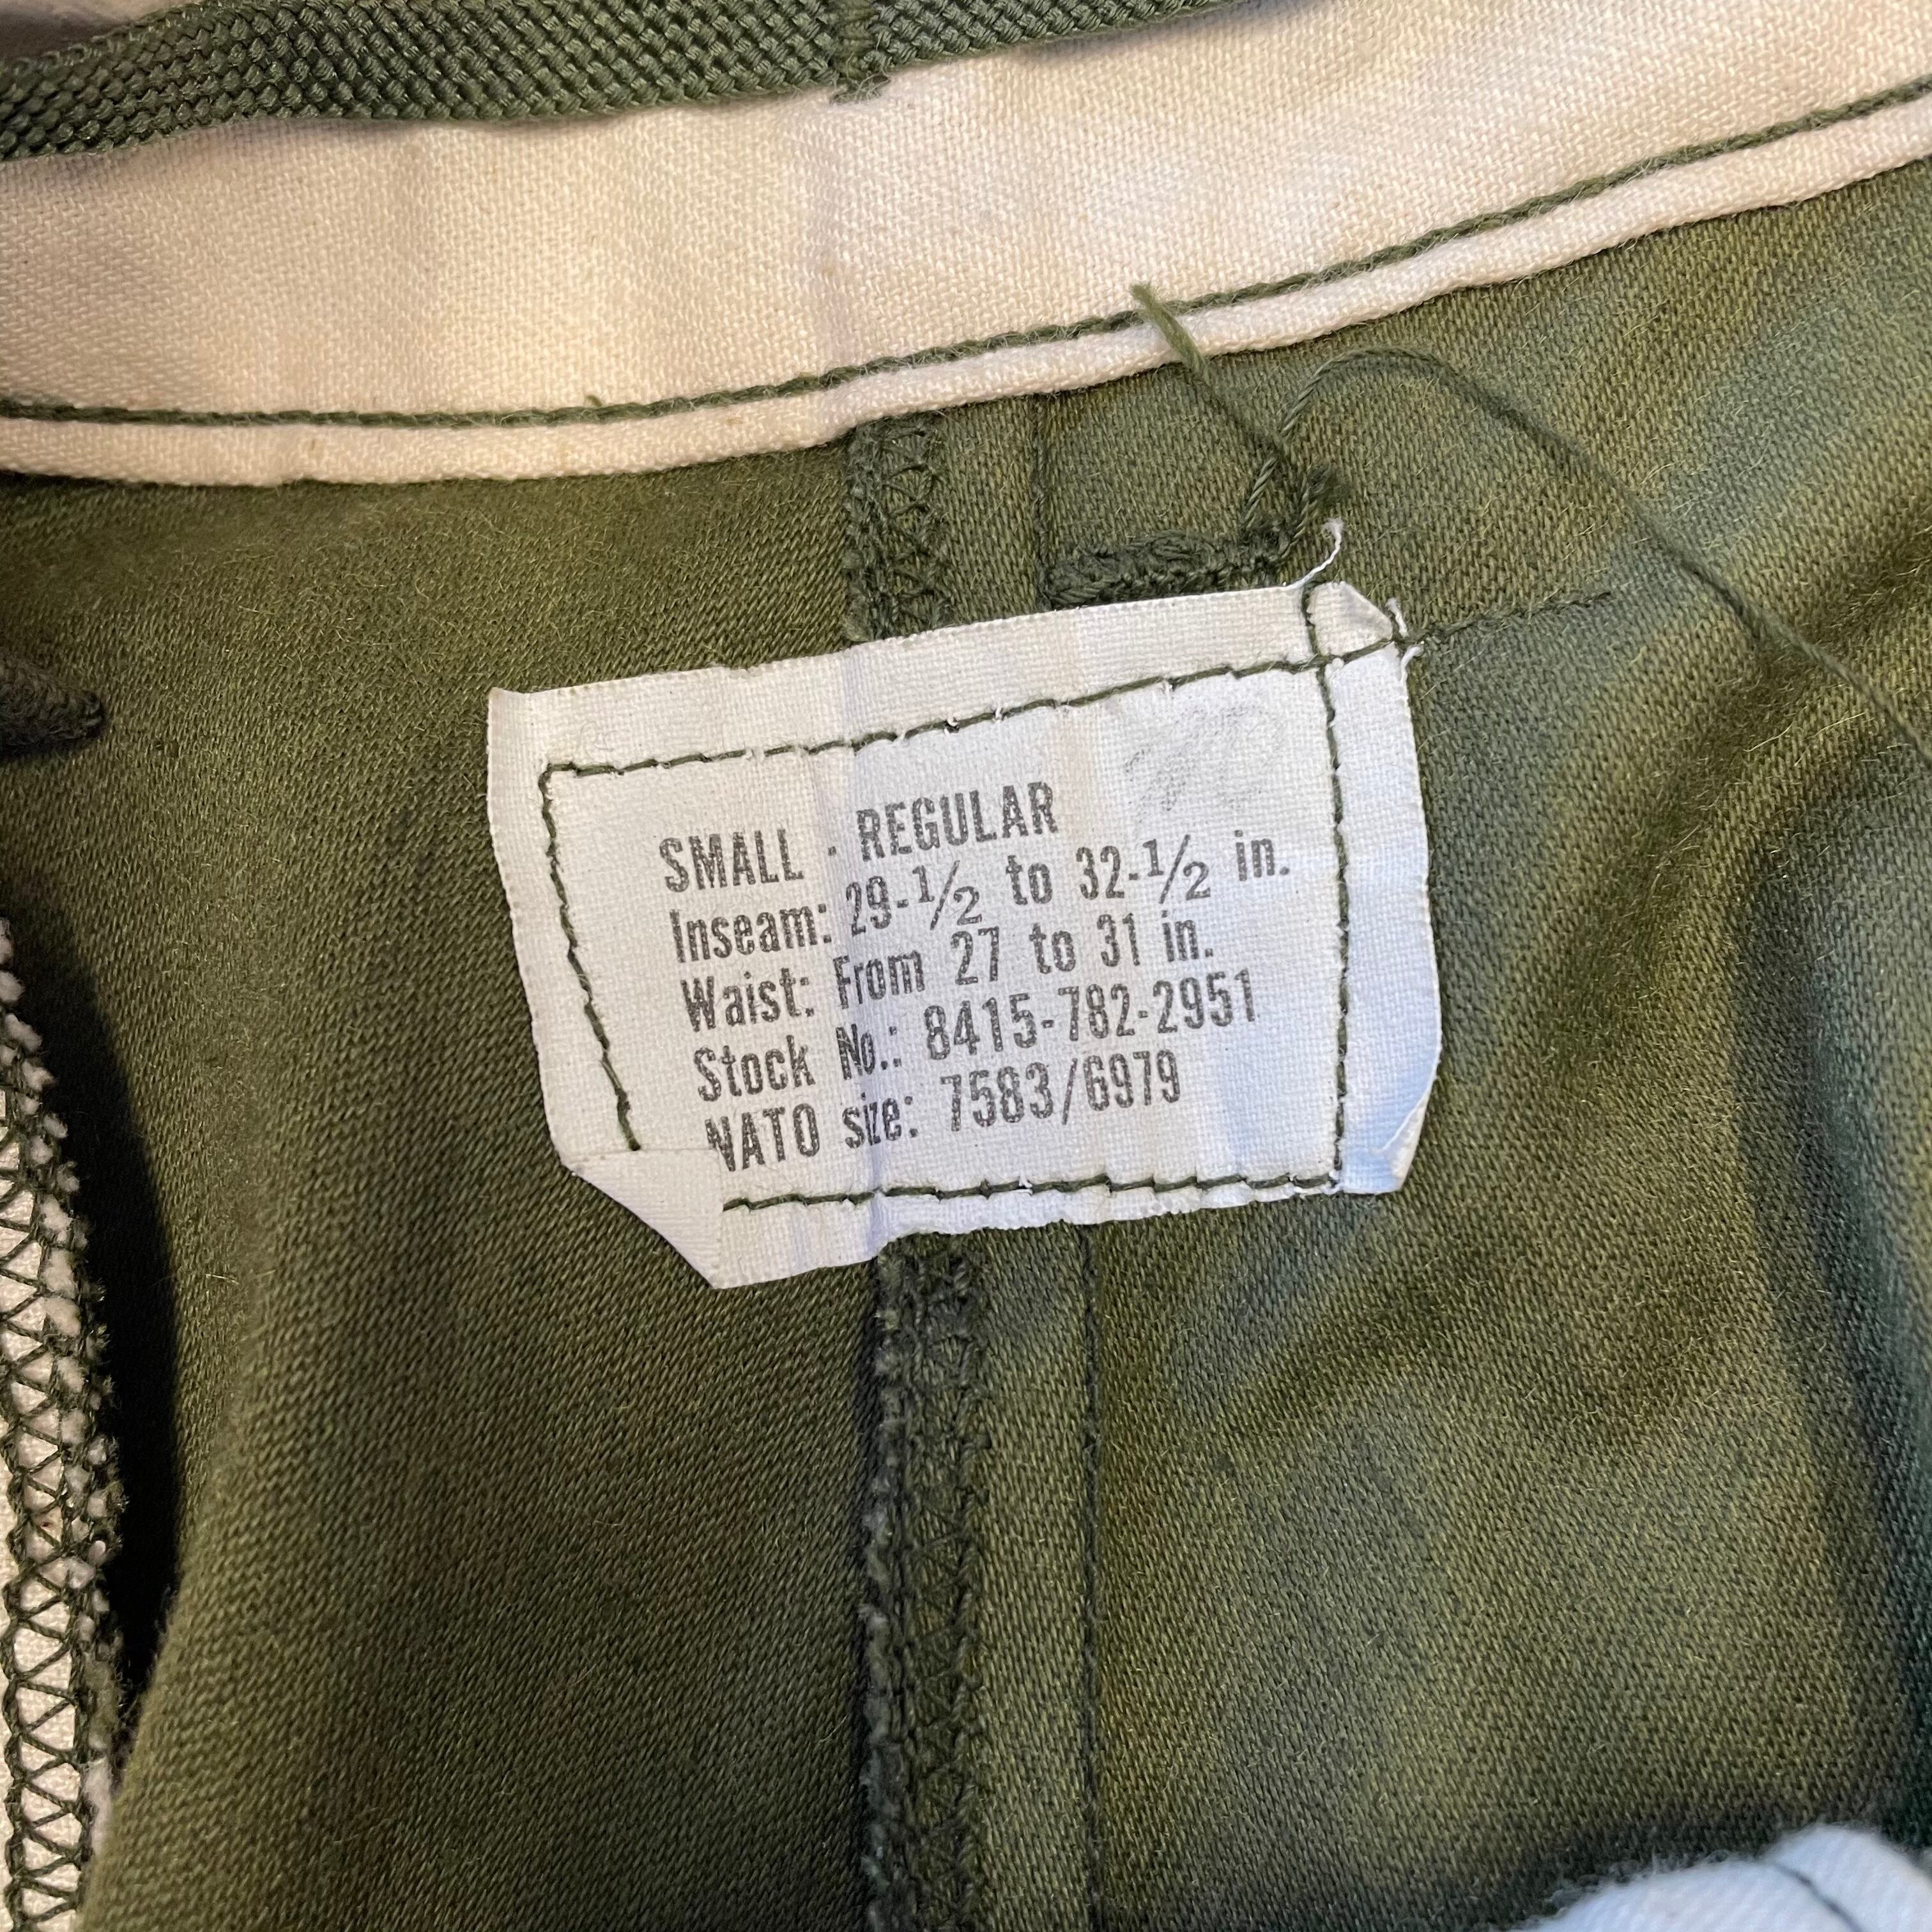 SMALL - REGULAR
Inseam: 29-1/2 to 32-1/2 in.
Waist: From 27 to 31 in.
Stock No.: 8415-782-2951
NATO size: 7583/6979